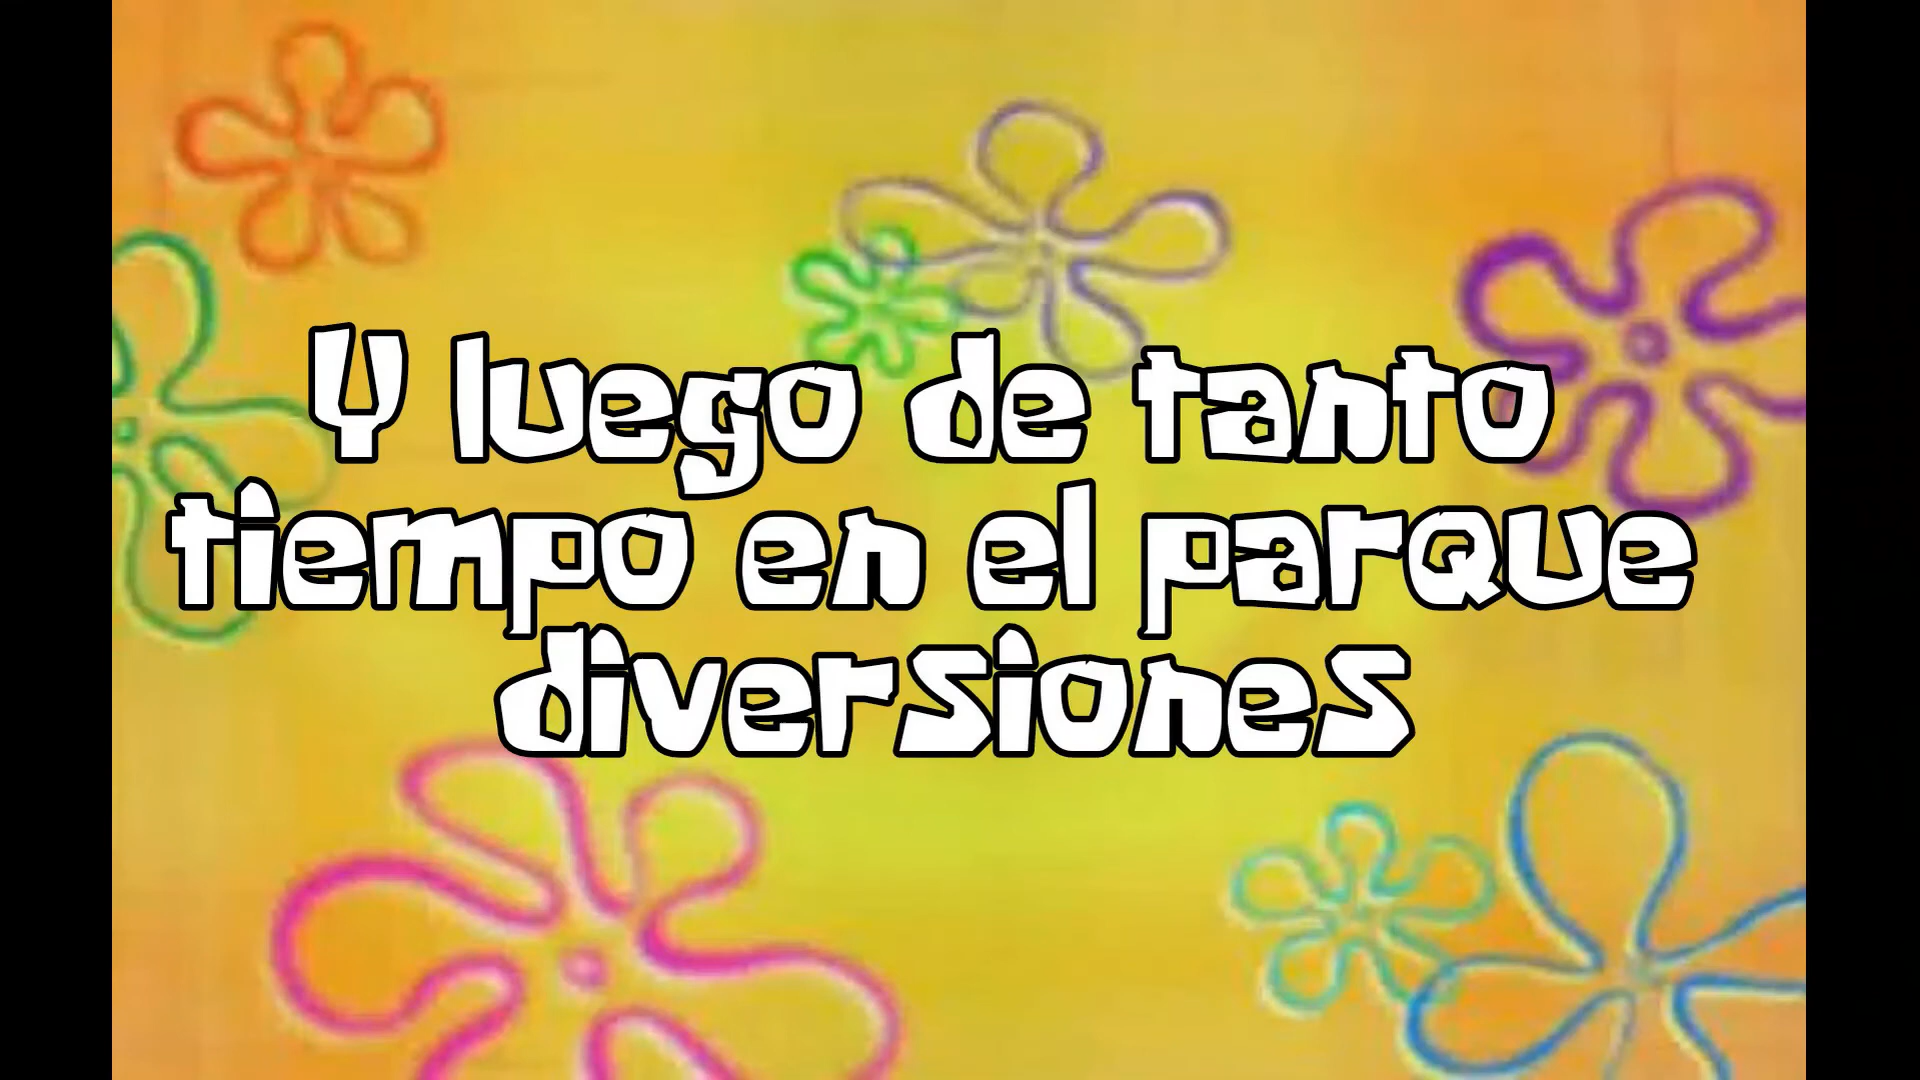 Y luego de tanto
tiempo en el parque
diversiones